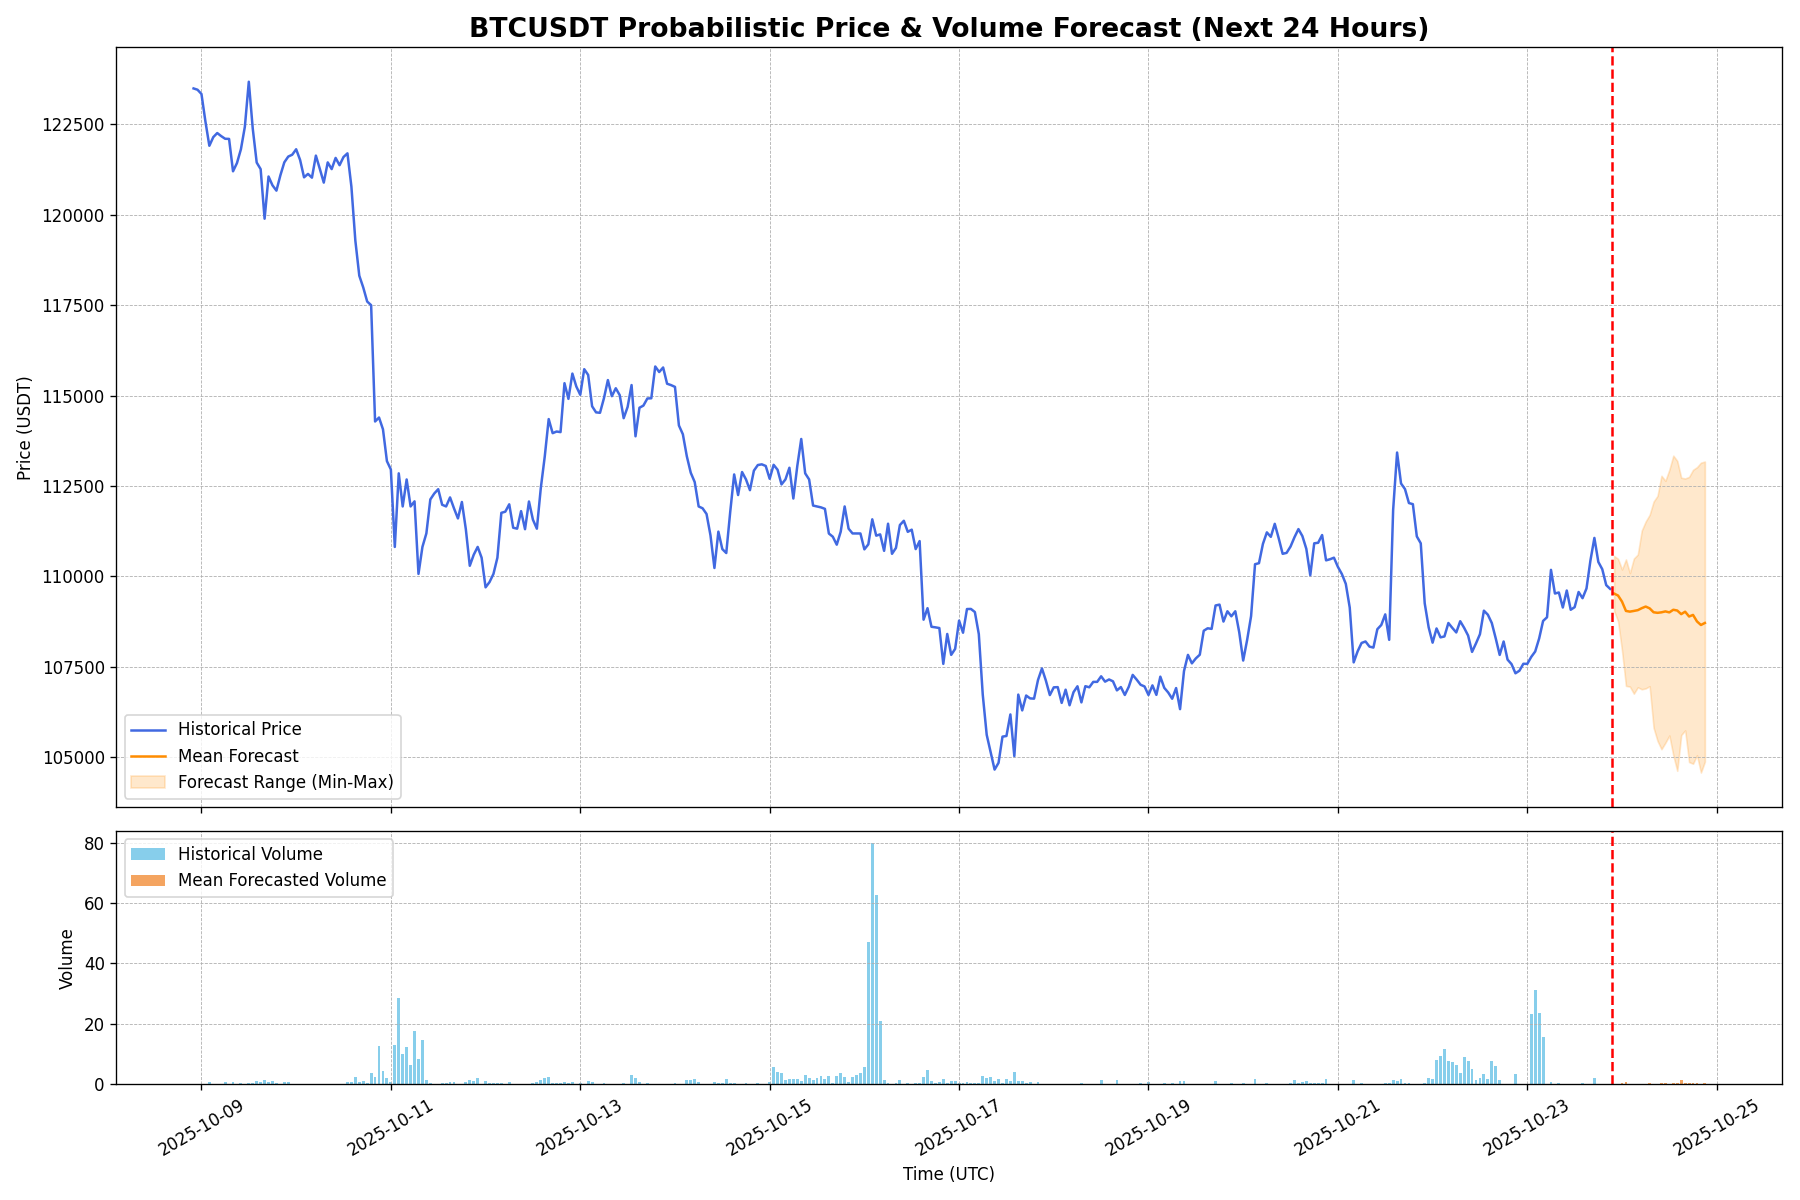 BTCUSDT Probabilistic Price & Volume Forecast (Next 24 Hours)
Price (USDT)
122500
120000
117500
115000
112500
110000
107500
105000
Historical Price
Mean Forecast
Forecast Range (Min-Max)
Volume
80
60
40
20
0
Historical Volume
Mean Forecasted Volume
2025-10-09
2025-10-11
2025-10-13
2025-10-15
2025-10-17
2025-10-19
2025-10-21
2025-10-23
2025-10-25
Time (UTC)